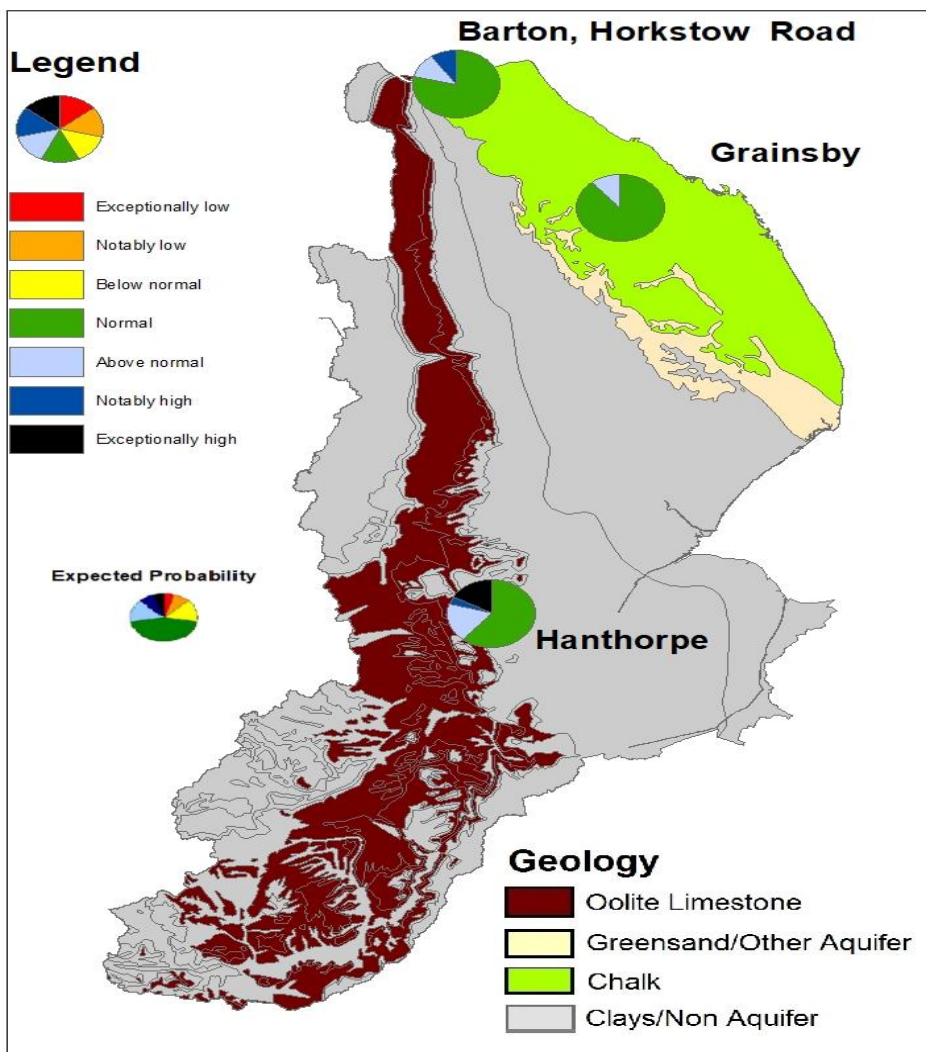 Barton, Horkstow Road
Legend
Grainsby
Exceptionally low
Notably low
Below normal
Normal
Above normal
Notably high
Exceptionally high
Expected Probability
Hanthorpe
Geology
Oolite Limestone
Greensand/Other Aquifer
Chalk
Clays/Non Aquifer